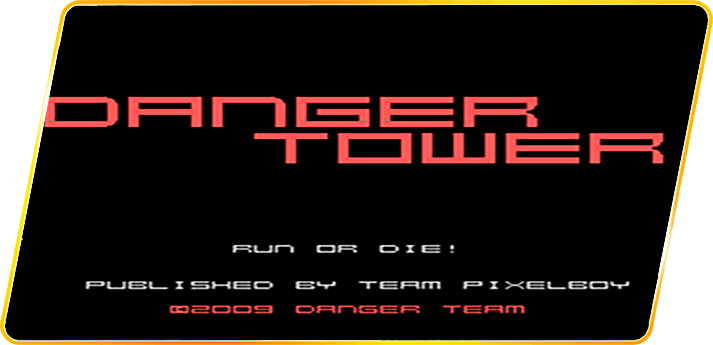 DANGER
TOWER
RUN OR DIE!
PUBLISHED BY TEAM PIXELBOY
©2009 DANGER TEAM